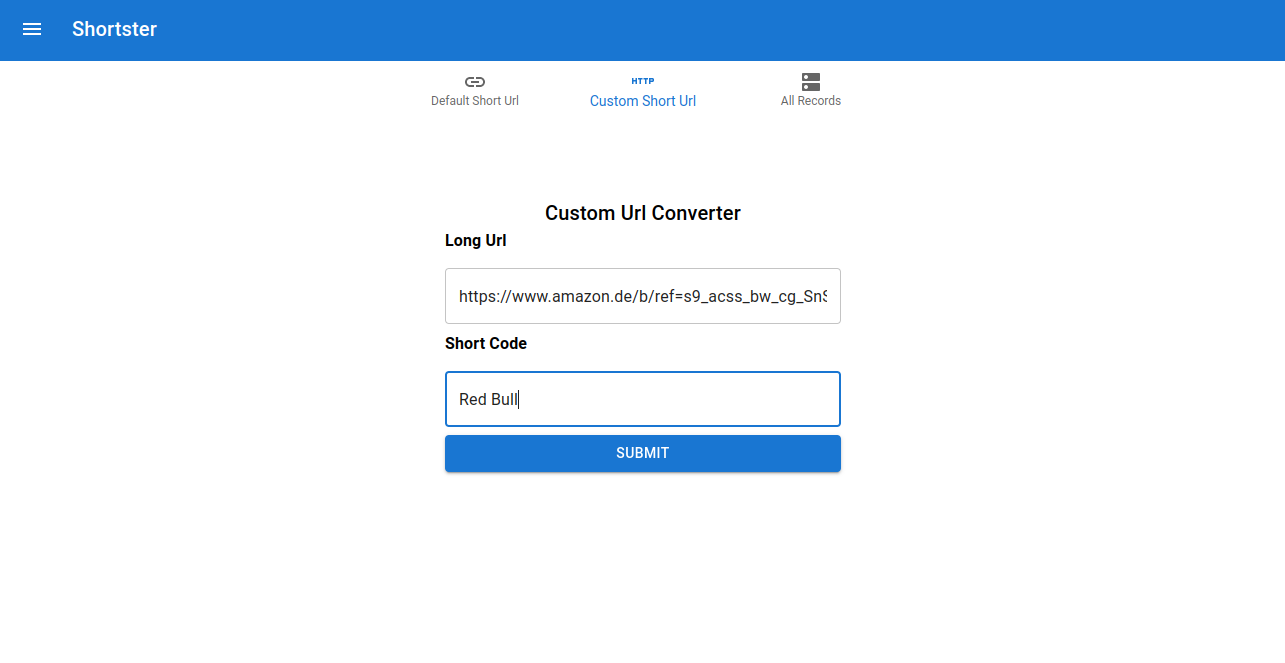 Shortster
Default Short Url
HTTP
Custom Short Url
All Records
Custom Url Converter
Long Url
https://www.amazon.de/b/ref=s9_acss_bw_cg_Sn
Short Code
Red Bull
SUBMIT